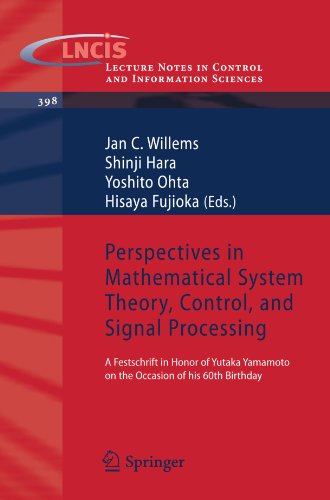 LNCIS
LECTURE NOTES IN CONTROL
AND INFORMATION SCIENCES
398
Jan C. Willems
Shinji Hara
Yoshito Ohta
Hisaya Fujioka (Eds.)
Perspectives in
Mathematical System
Theory, Control, and
Signal Processing
A Festschrift in Honor of Yutaka Yamamoto
on the Occasion of his 60th Birthday
Springer